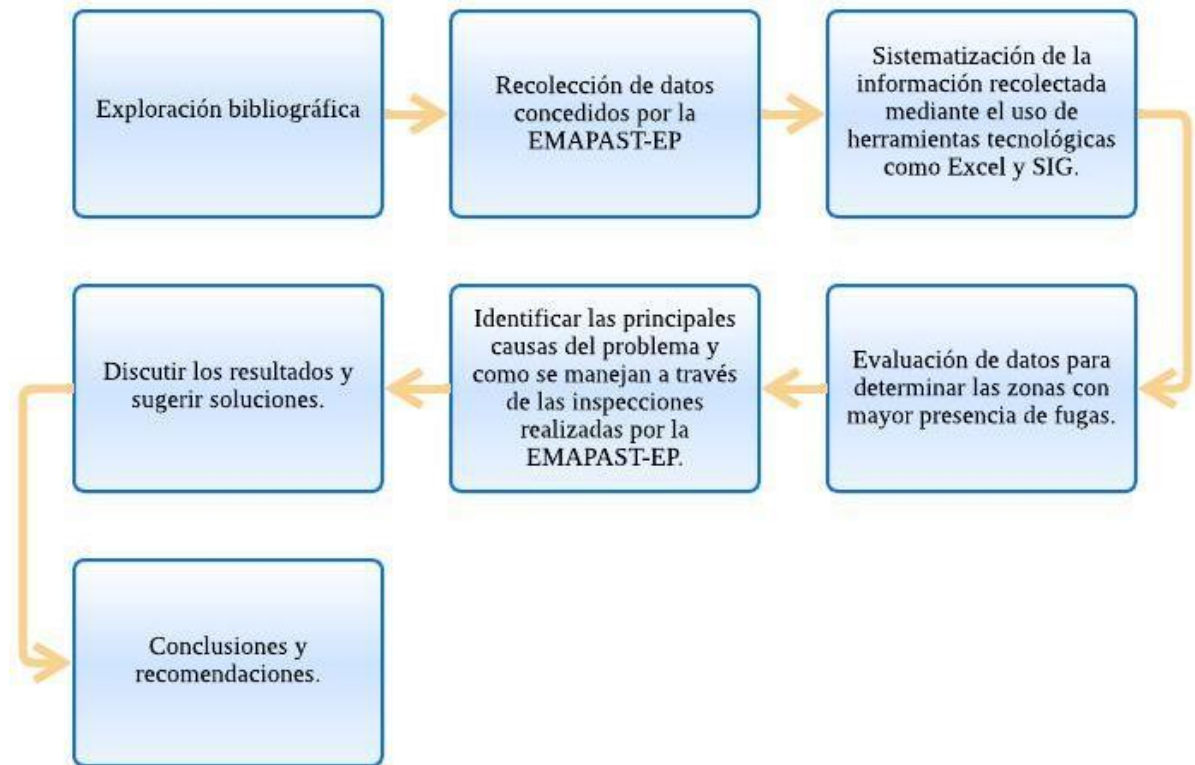 Exploración bibliográfica
Recolección de datos
concedidos por la
EMAPAST-EP
Sistematización de la
información recolectada
mediante el uso de
herramientas tecnológicas
como Excel y SIG.
Evaluación de datos para
determinar las zonas con
mayor presencia de fugas.
Identificar las principales
causas del problema y
como se manejan a través
de las inspecciones
realizadas por la
EMAPAST-EP.
Discutir los resultados y
sugerir soluciones.
Conclusiones y
recomendaciones.